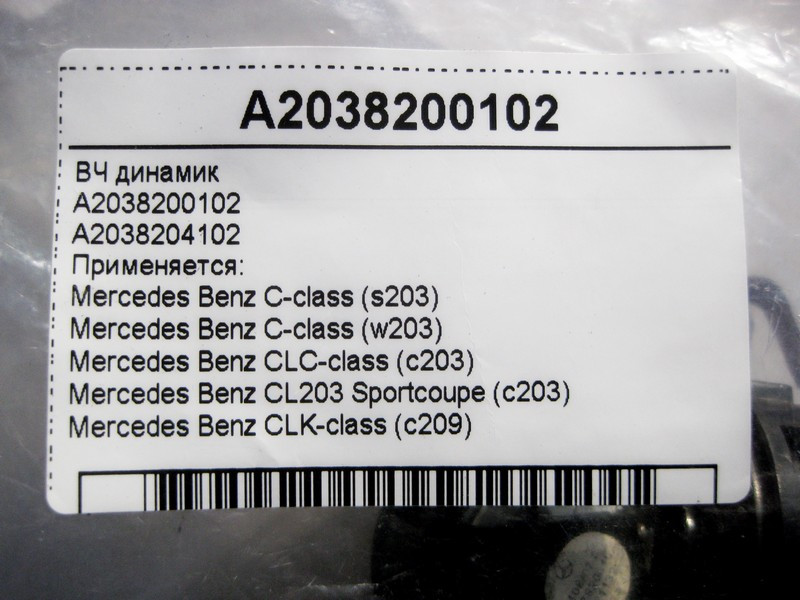 A2038200102
ВЧ динамик
A2038200102
A2038204102
Применяется:
Mercedes Benz C-class (s203)
Mercedes Benz C-class (w203)
Mercedes Benz CLC-class (c203)
Mercedes Benz CL203 Sportcoupe (c203)
Mercedes Benz CLK-class (c209)